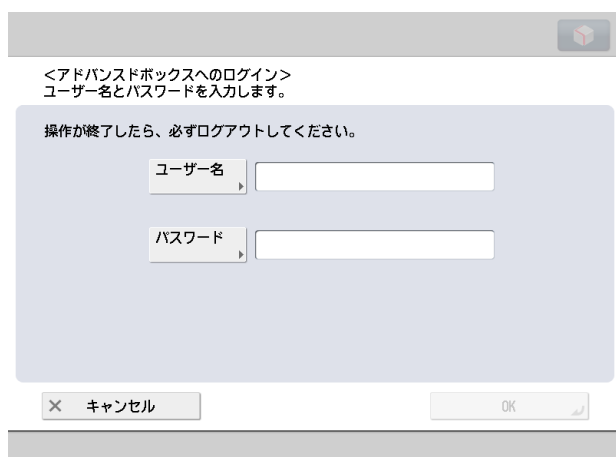 <アドバンスドボックスへのログイン>
ユーザー名とパスワードを入力します。
操作が終了したら、必ずログアウトしてください。
ユーザー名
パスワード
キャンセル
OK